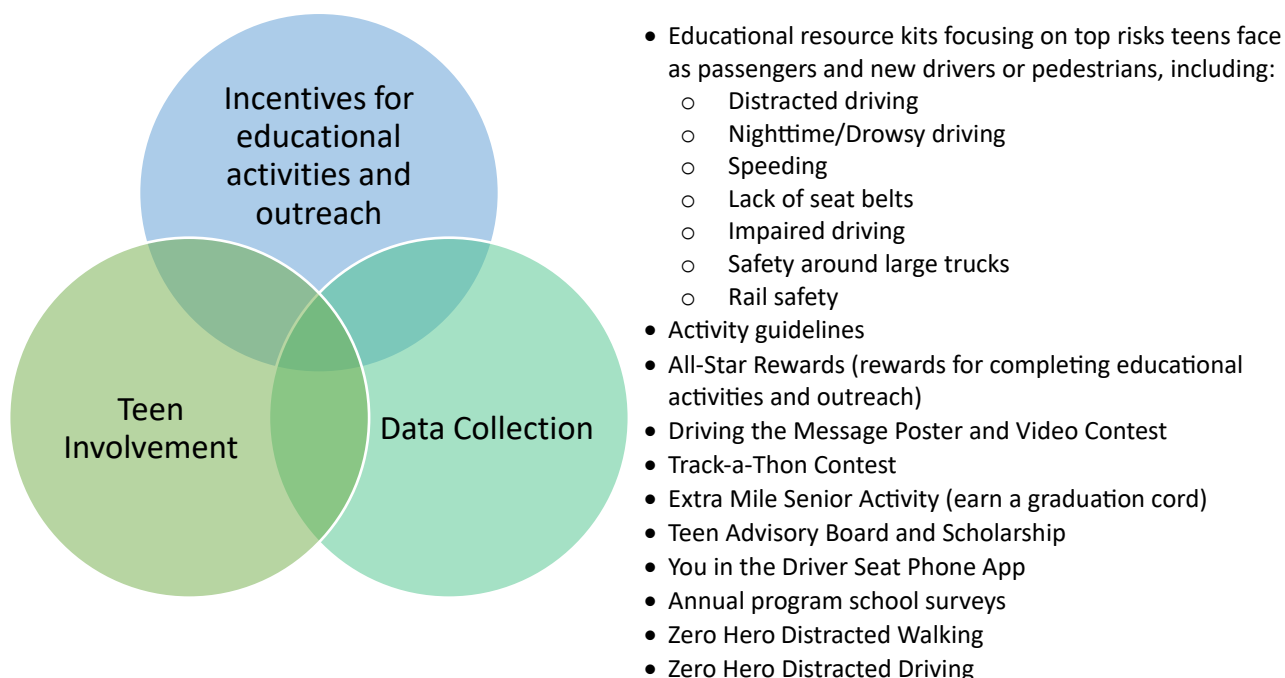 Incentives for
educational
activities and
outreach
Teen
Involvement
Data Collection
• Educational resource kits focusing on top risks teens face
as passengers and new drivers or pedestrians, including:
o Distracted driving
o Nighttime/Drowsy driving
o Speeding
o Lack of seat belts
o Impaired driving
o Safety around large trucks
o Rail safety
• Activity guidelines
• All-Star Rewards (rewards for completing educational
activities and outreach)
• Driving the Message Poster and Video Contest
• Track-a-Thon Contest
• Extra Mile Senior Activity (earn a graduation cord)
• Teen Advisory Board and Scholarship
• You in the Driver Seat Phone App
• Annual program school surveys
• Zero Hero Distracted Walking
• Zero Hero Distracted Driving